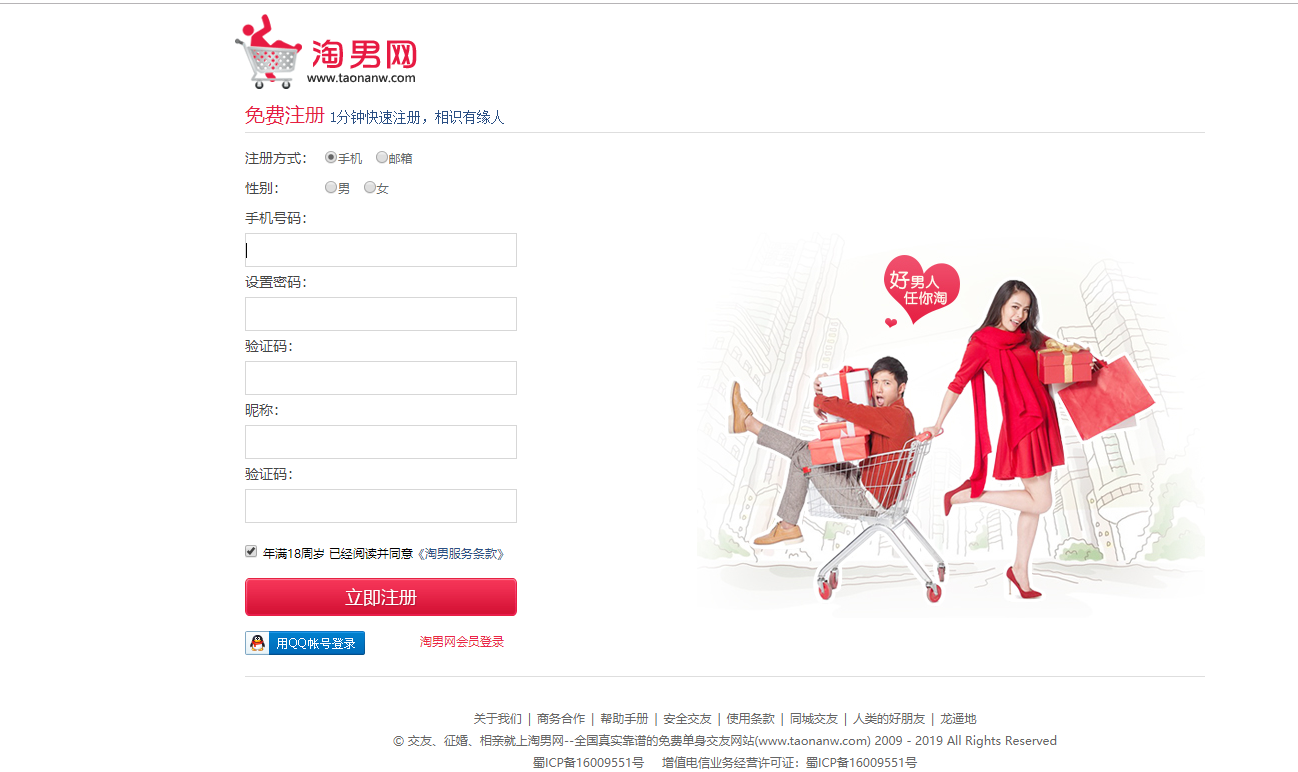 淘男网
www.taonanw.com
免费注册 1分钟快速注册，相识有缘人
注册方式： 手机 邮箱
性别： 男 女
手机号码：
设置密码：
验证码：
昵称：
验证码：
好男人
任你淘
年满18周岁 已经阅读并同意《淘男服务条款》
立即注册
用QQ帐号登录 淘男网会员登录
关于我们 | 商务合作 | 帮助手册 | 安全交友 | 使用条款 | 同城交友 | 人类的好朋友 | 龙遥地
© 交友、征婚、相亲就上淘男网--全国真实靠谱的免费单身交友网站(www.taonanw.com) 2009 - 2019 All Rights Reserved
蜀ICP备16009551号 增值电信业务经营许可证：蜀ICP备16009551号